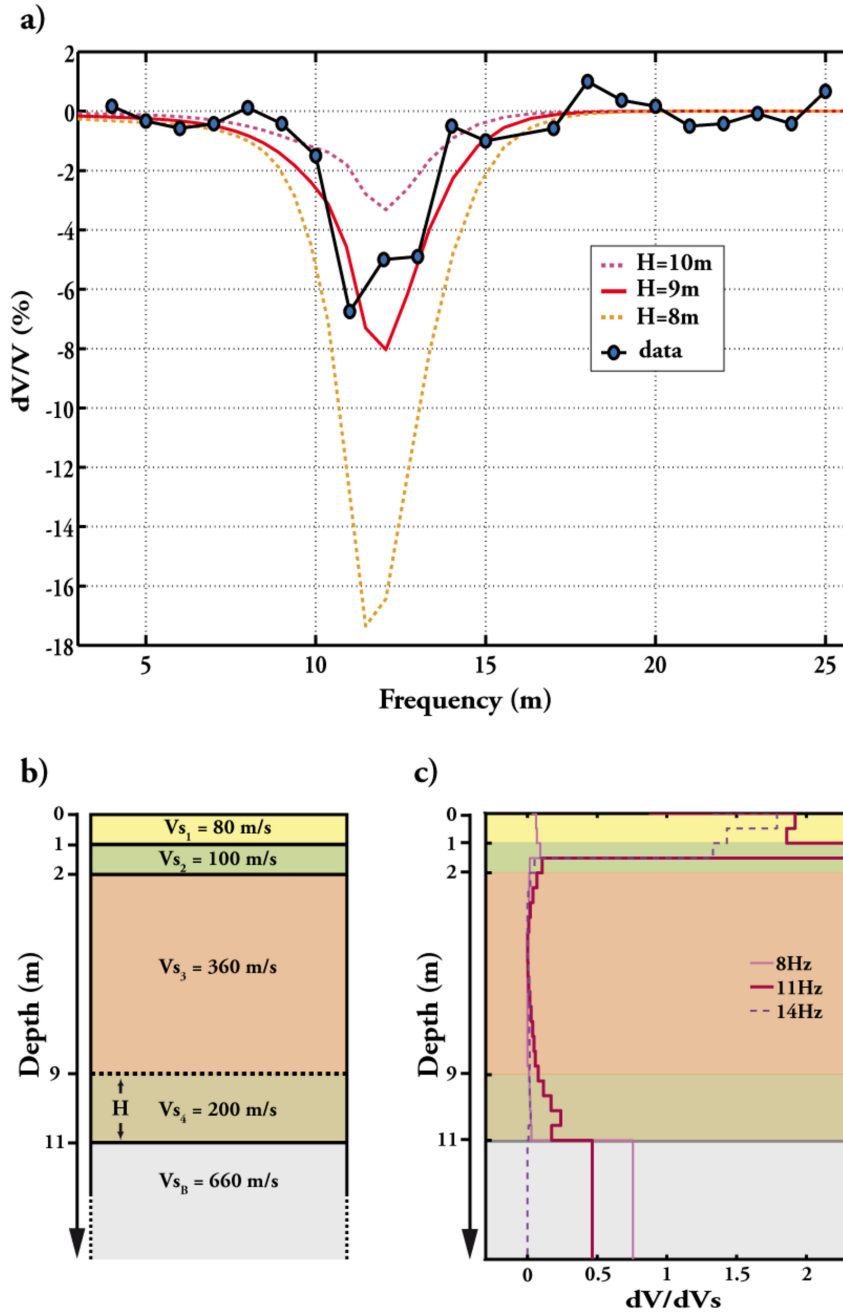 a)
2
0
-2
-4
-6
-8
-10
-12
-14
-16
-18
dV/V (%)
H=10m
H=9m
H=8m
data
5 10 15 20 25
Frequency (m)
b)
0
1
2
9
11
Depth (m)
Vs1 = 80 m/s
Vs2 = 100 m/s
Vs3 = 360 m/s
H
Vs4 = 200 m/s
VsB = 660 m/s
c)
0
1
2
9
11
Depth (m)
8Hz
11Hz
14Hz
0 0.5 1 1.5 2
dV/dVs